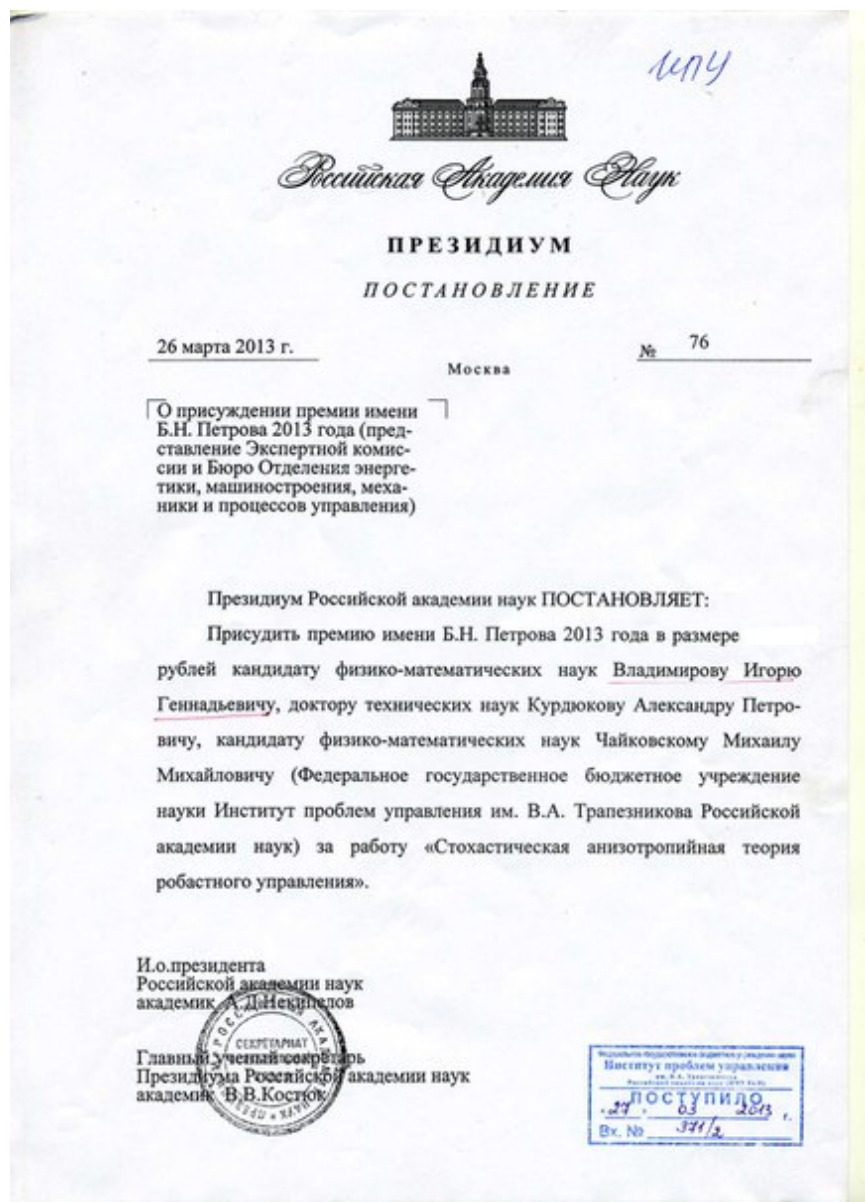 ИПУ
Российская Академия Наук
ПРЕЗИДИУМ
ПОСТАНОВЛЕНИЕ
26 марта 2013 г.
№ 76
Москва
О присуждении премии имени
Б.Н. Петрова 2013 года (пред-
ставление Экспертной комис-
сии и Бюро Отделения энерге-
тики, машиностроения, меха-
ники и процессов управления)
Президиум Российской академии наук ПОСТАНОВЛЯЕТ:
Присудить премию имени Б.Н. Петрова 2013 года в размере
рублей кандидату физико-математических наук Владимирову Игорю
Геннадьевичу, доктору технических наук Курдюкову Александру Петро-
вичу, кандидату физико-математических наук Чайковскому Михаилу
Михайловичу (Федеральное государственное бюджетное учреждение
науки Институт проблем управления им. В.А. Трапезникова Российской
академии наук) за работу «Стохастическая анизотропийная теория
робастного управления».
И.о.президента
Российской академии наук
академик А.Д.Некипелов
СЕКРЕТАРИАТ
Главный ученый секретарь
Президиума Российской академии наук
академик В.В.Костюк
Институт проблем управления
ПОСТУПИЛО
27 03 2013 г.
Вх. № 371/2